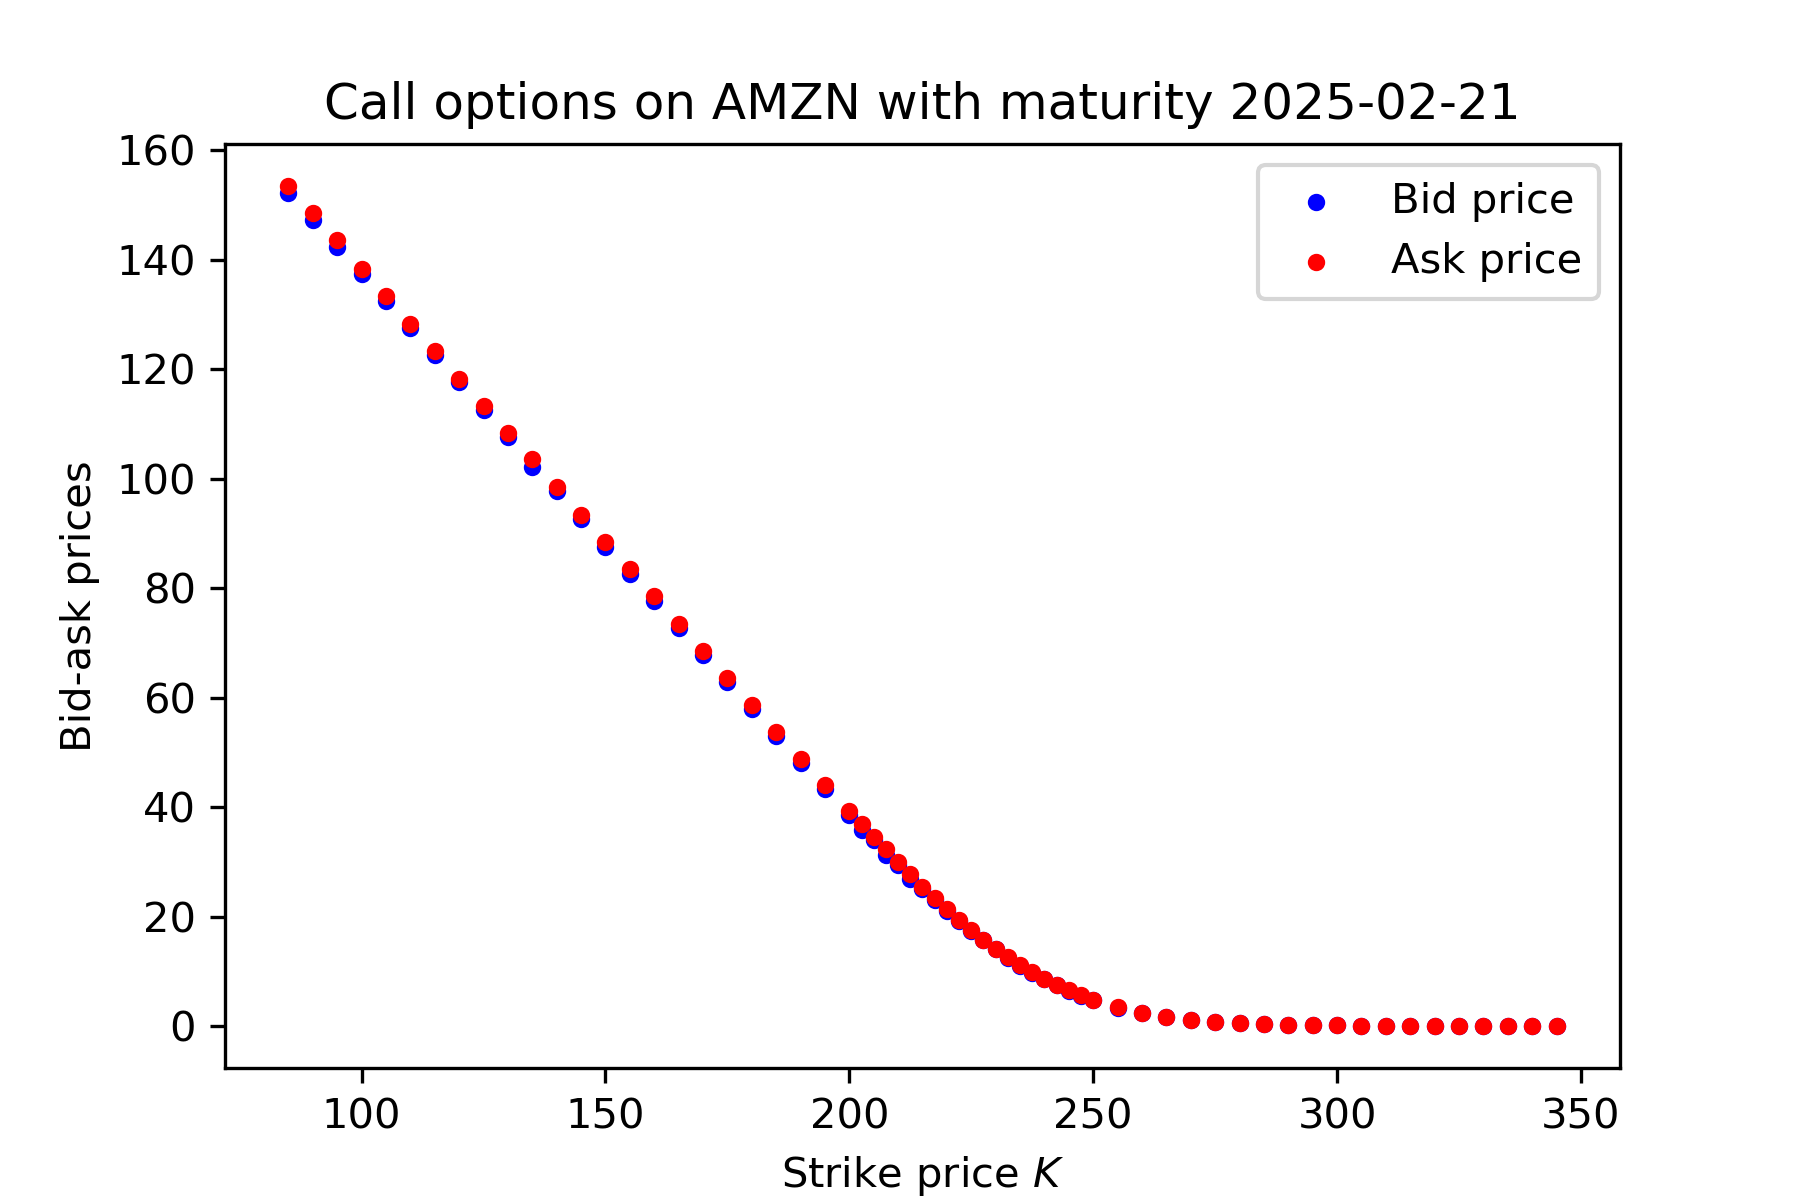 Call options on AMZN with maturity 2025-02-21
Bid price
Ask price
160
140
120
100
80
60
40
20
0
Bid-ask prices
100 150 200 250 300 350
Strike price K